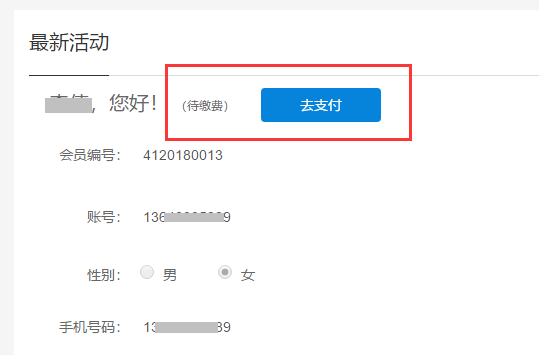 最新活动
，您好！ （待缴费） 去支付
会员编号： 4120180013
账号： 136 9
性别： 男 女
手机号码： 13 39